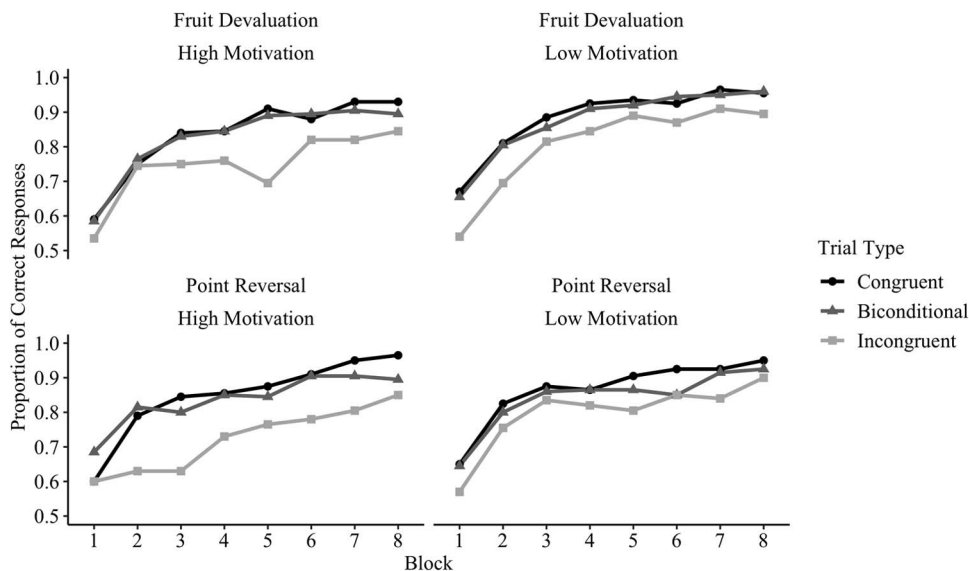 Fruit Devaluation
High Motivation
Fruit Devaluation
Low Motivation
1.0
0.9
0.8
0.7
0.6
0.5
Point Reversal
High Motivation
Point Reversal
Low Motivation
1.0
0.9
0.8
0.7
0.6
0.5
Proportion of Correct Responses
1 2 3 4 5 6 7 8
1 2 3 4 5 6 7 8
Block
Trial Type
Congruent
Biconditional
Incongruent